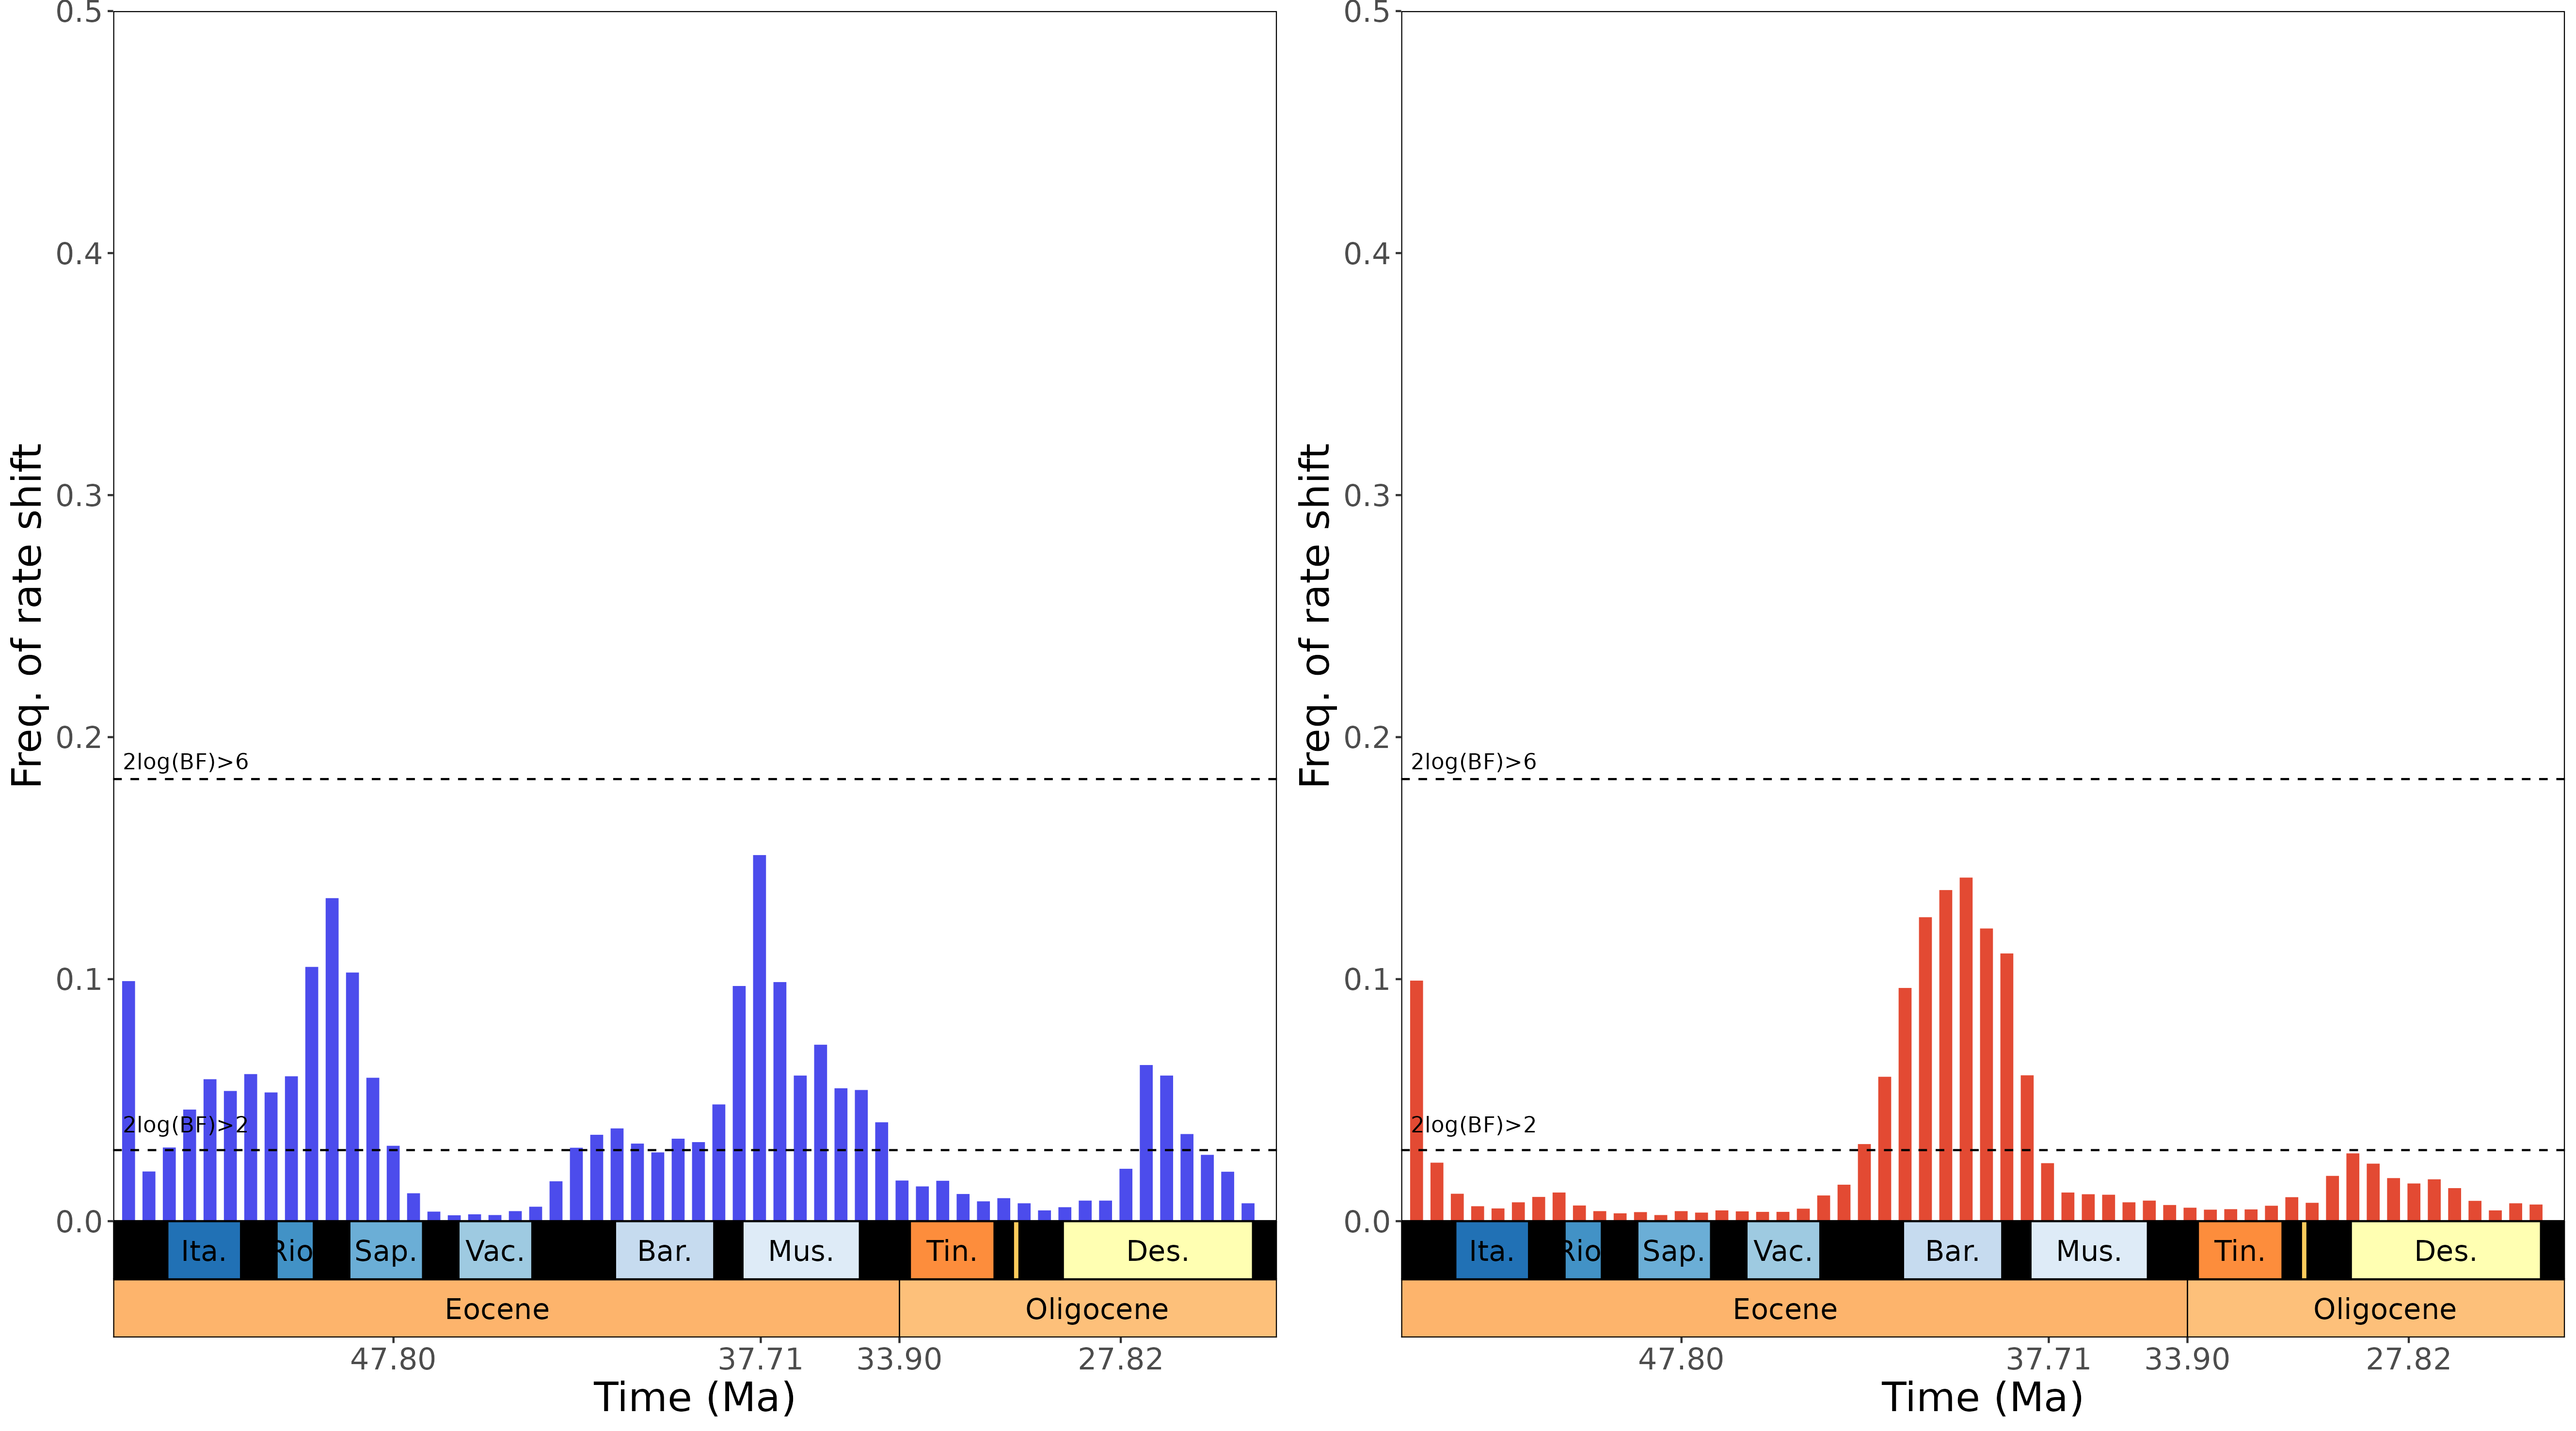 0.5
0.4
0.3
0.2
0.1
0.0
Freq. of rate shift
2log(BF)>6
2log(BF)>2
Ita.
Rio
Sap.
Vac.
Bar.
Mus.
Tin.
Des.
Eocene
Oligocene
47.80
37.71
33.90
27.82
Time (Ma)
0.5
0.4
0.3
0.2
0.1
0.0
Freq. of rate shift
2log(BF)>6
2log(BF)>2
Ita.
Rio
Sap.
Vac.
Bar.
Mus.
Tin.
Des.
Eocene
Oligocene
47.80
37.71
33.90
27.82
Time (Ma)